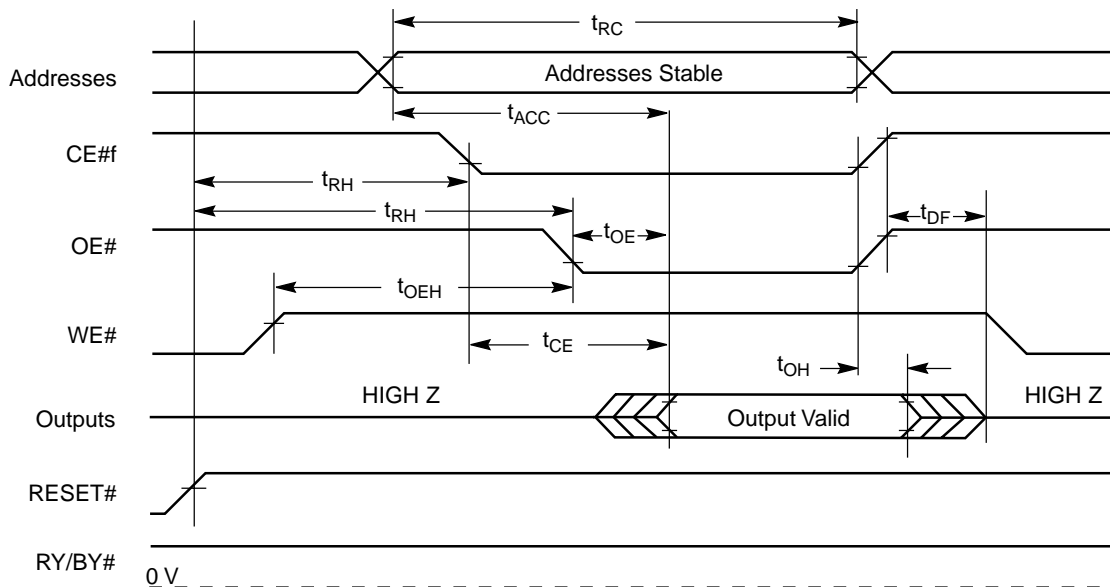 tRC
Addresses
Addresses Stable
tACC
CE#f
tRH
tRH
tDF
OE#
tOE
tOEH
WE#
tCE
tOH
HIGH Z
HIGH Z
Outputs
Output Valid
RESET#
RY/BY#
0 V